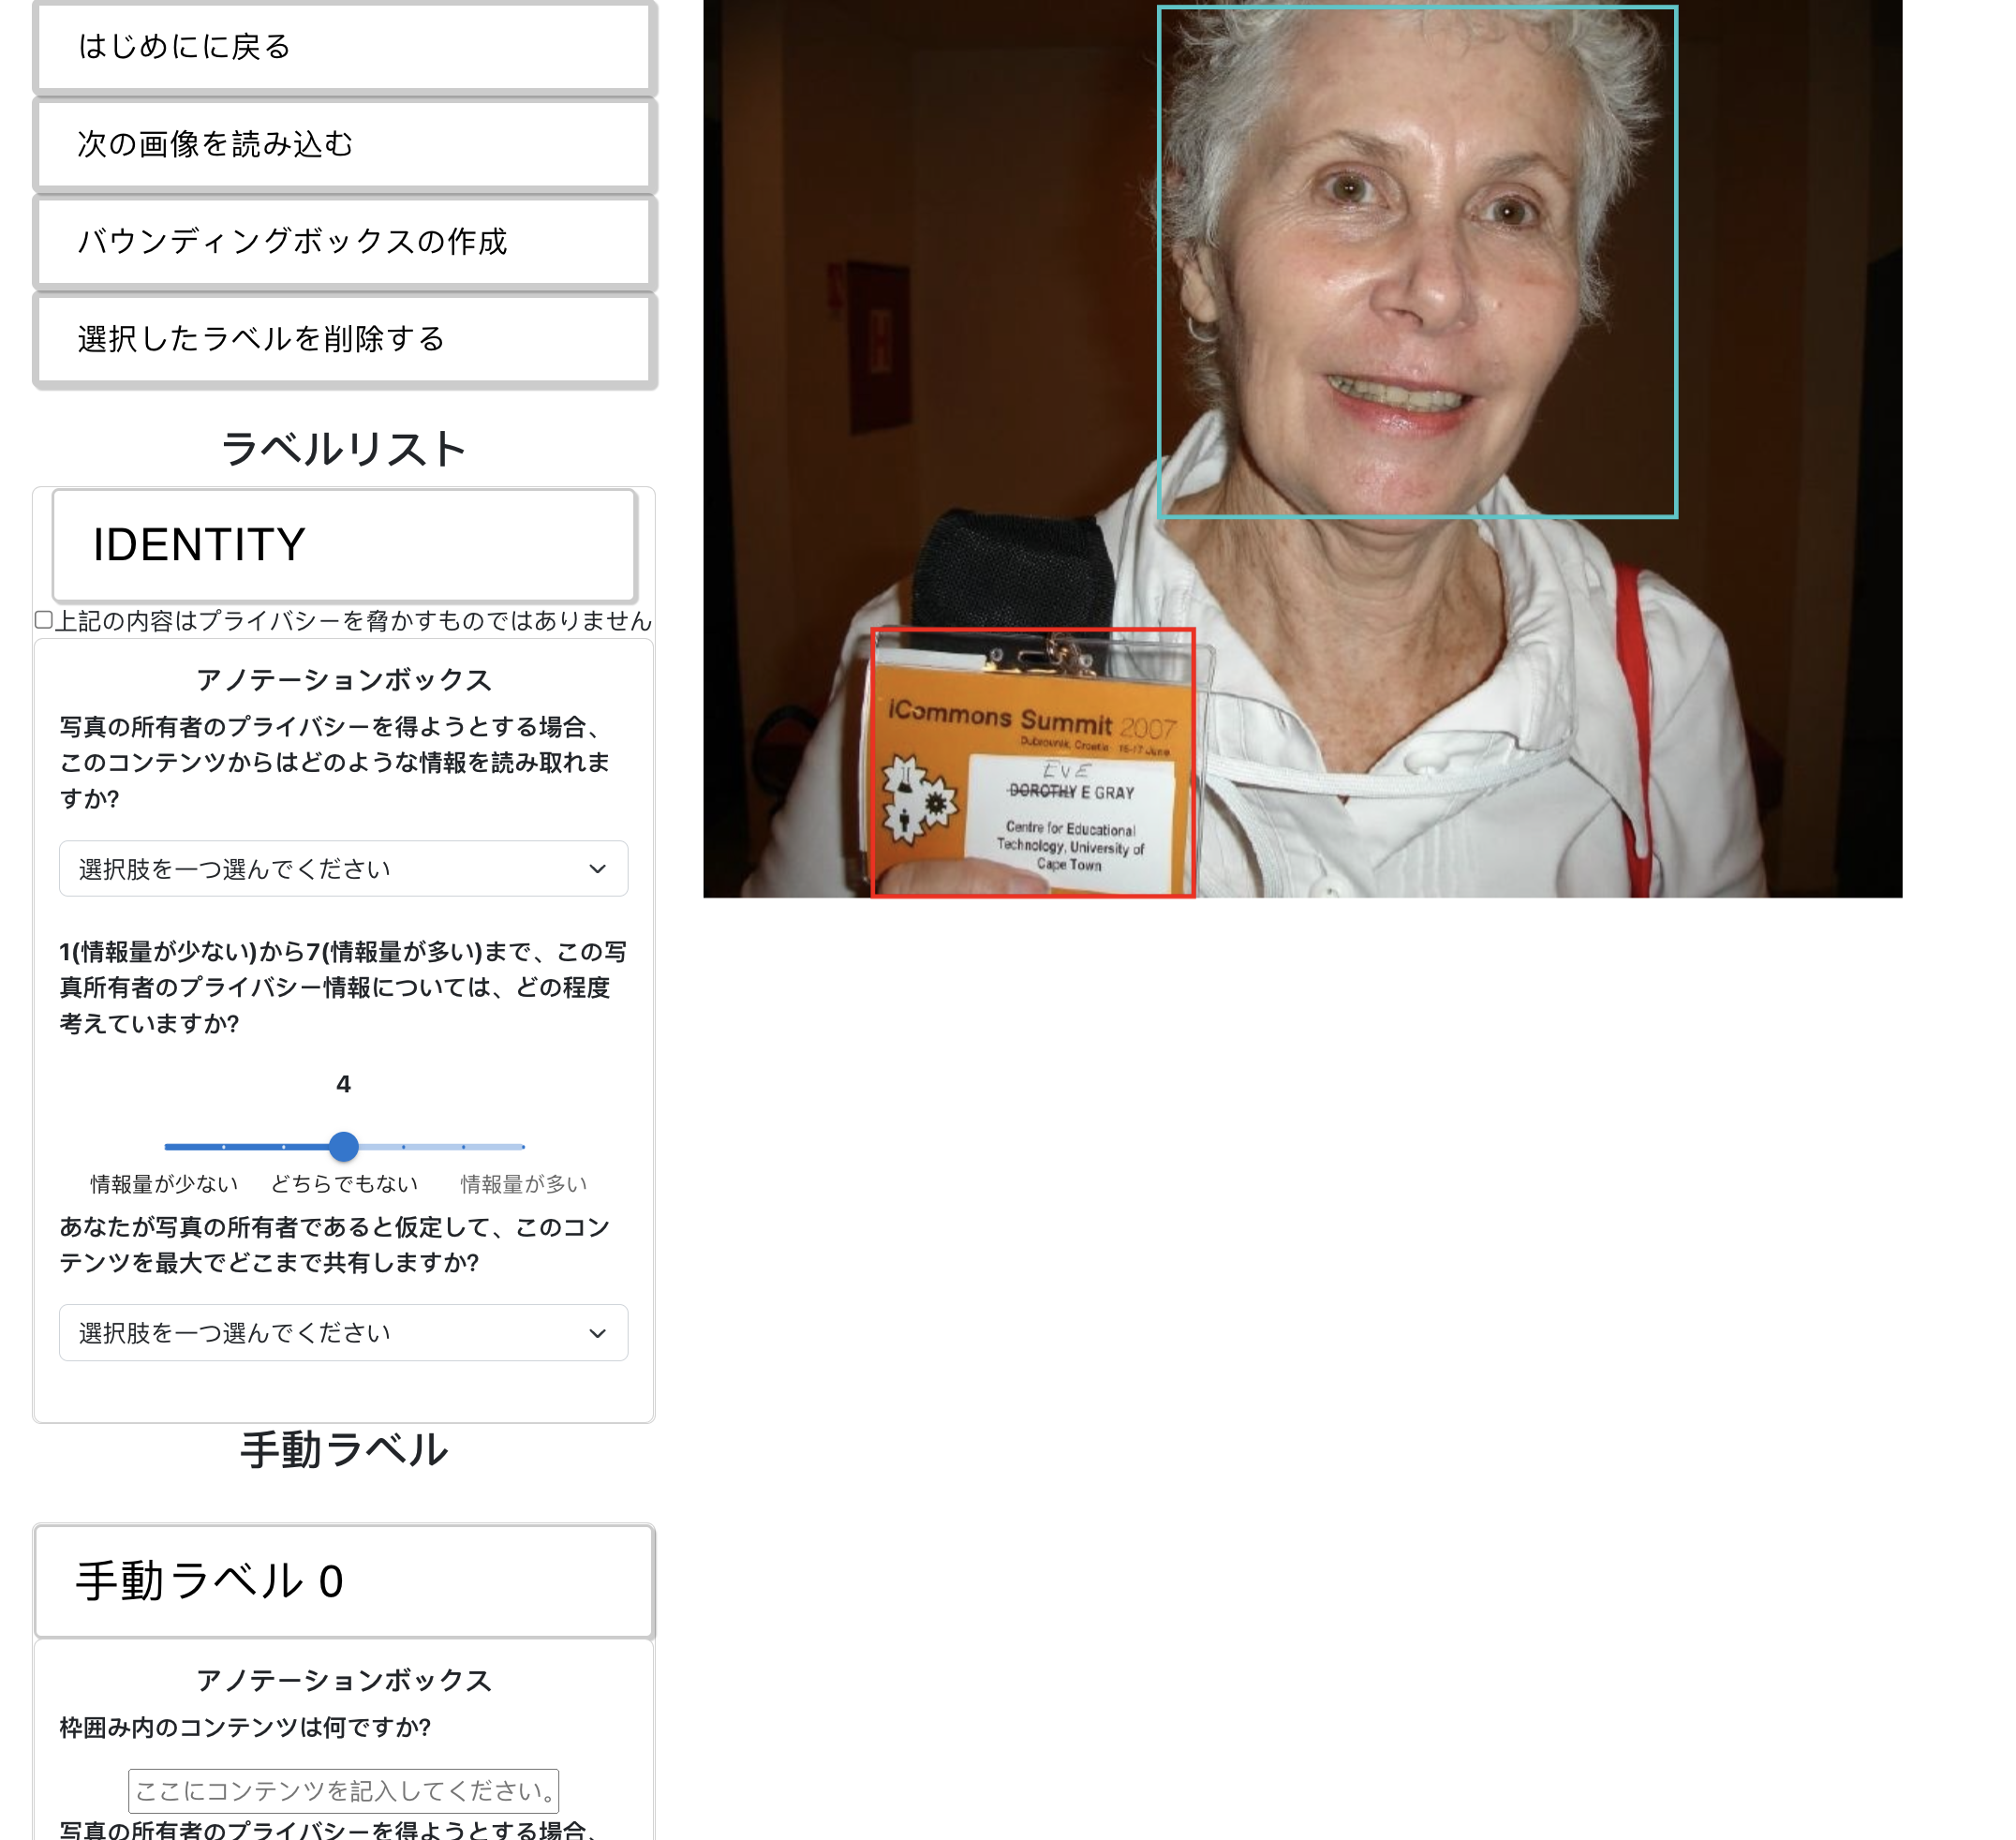 はじめにに戻る
次の画像を読み込む
バウンディングボックスの作成
選択したラベルを削除する
ラベルリスト
IDENTITY
上記の内容はプライバシーを脅かすものではありません
アノテーションボックス
写真の所有者のプライバシーを得ようとする場合、
このコンテンツからはどのような情報を読み取れま
すか?
選択肢を一つ選んでください
1(情報量が少ない)から7(情報量が多い)まで、この写
真所有者のプライバシー情報については、どの程度
考えていますか?
4
情報量が少ない どちらでもない 情報量が多い
あなたが写真の所有者であると仮定して、このコン
テンツを最大でどこまで共有しますか?
選択肢を一つ選んでください
手動ラベル
手動ラベル 0
アノテーションボックス
枠囲み内のコンテンツは何ですか?
ここにコンテンツを記入してください。
写真の所有者のプライバシーを得ようとする場合、
iCommons Summit 2007
Dubrovnik, Croatia 15-17 June
EVE
DOROTHY E GRAY
Centre for Educational
Technology, University of
Cape Town